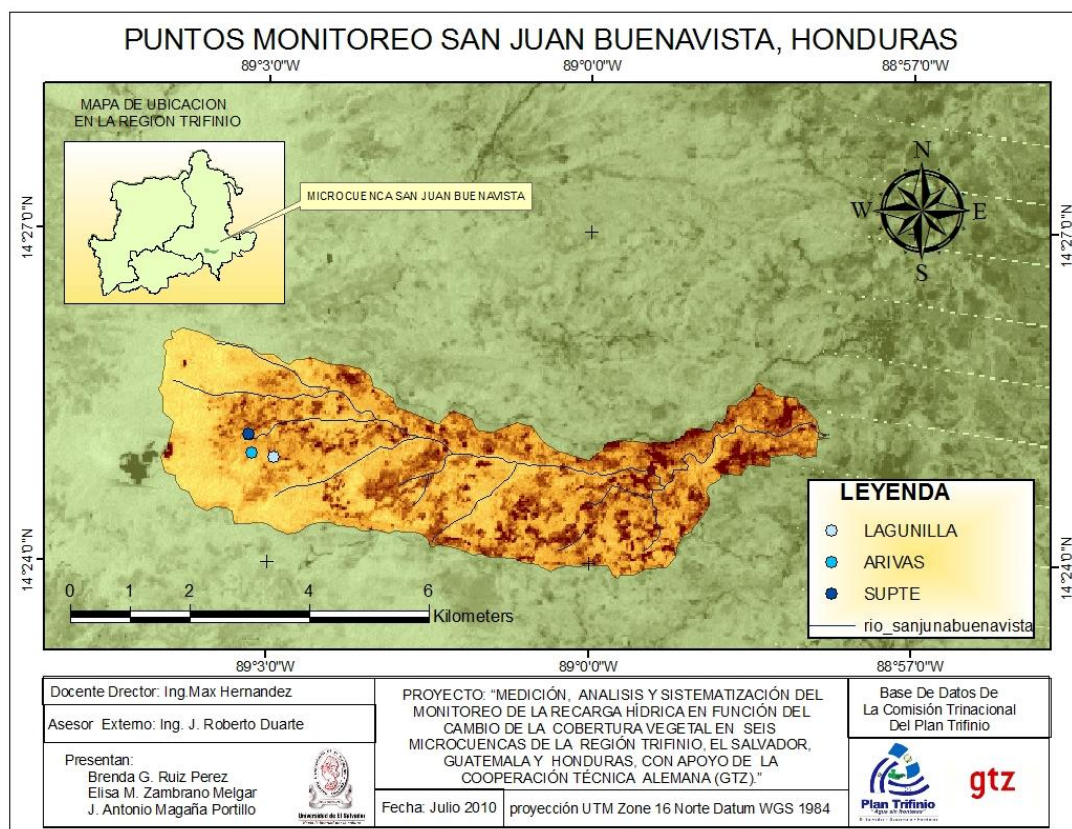 PUNTOS MONITOREO SAN JUAN BUENAVISTA, HONDURAS
89°3'0"W
89°0'0"W
88°57'0"W
MAPA DE UBICACION
EN LA REGION TRIFINIO
MICROCUENCA SAN JUAN BUENAVISTA
N
W
E
S
14°27'0"N
14°27'0"N
14°24'0"N
14°24'0"N
LEYENDA
LAGUNILLA
ARIVAS
SUPTE
rio_sanjunabuenavista
0 1 2 4 6
Kilometers
89°3'0"W
89°0'0"W
88°57'0"W
Docente Drector: Ing.Max Hernandez
Asesor Externo: Ing. J. Roberto Duarte
Presentan:
Brenda G. Ruiz Perez
Elisa M. Zambrano Melgar
J. Antonio Magaña Portillo
Universidad de El Salvador
PROYECTO: "MEDICIÓN, ANALISIS Y SISTEMATIZACIÓN DEL
MONITOREO DE LA RECARGA HÍDRICA EN FUNCIÓN DEL
CAMBIO DE LA COBERTURA VEGETAL EN SEIS
MICROCUENCAS DE LA REGIÓN TRIFINIO, EL SALVADOR,
GUATEMALA Y HONDURAS, CON APOYO DE LA
COOPERACIÓN TÉCNICA ALEMANA (GTZ)."
Fecha: Julio 2010
proyección UTM Zone 16 Norte Datum WGS 1984
Base De Datos De
La Comisión Trinacional
Del Plan Trifinio
Plan Trifinio
"Agua sin fronteras"
gtz